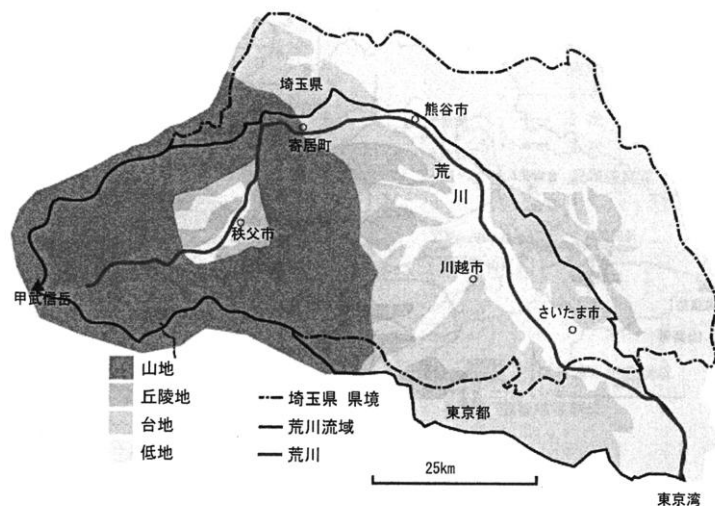 埼玉県
熊谷市
寄居町
荒
川
秩父市
川越市
甲武信岳
さいたま市
山地
丘陵地
台地
低地
埼玉県 県境
荒川流域
荒川
東京都
25km
東京湾